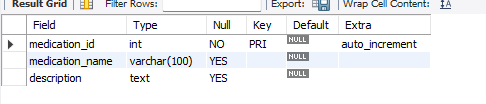 Result Grid Filter Rows: Export: Wrap Cell Content: IA
Field Type Null Key Default Extra
medication_id int NO PRI NULL auto_increment
medication_name varchar(100) YES NULL
description text YES NULL